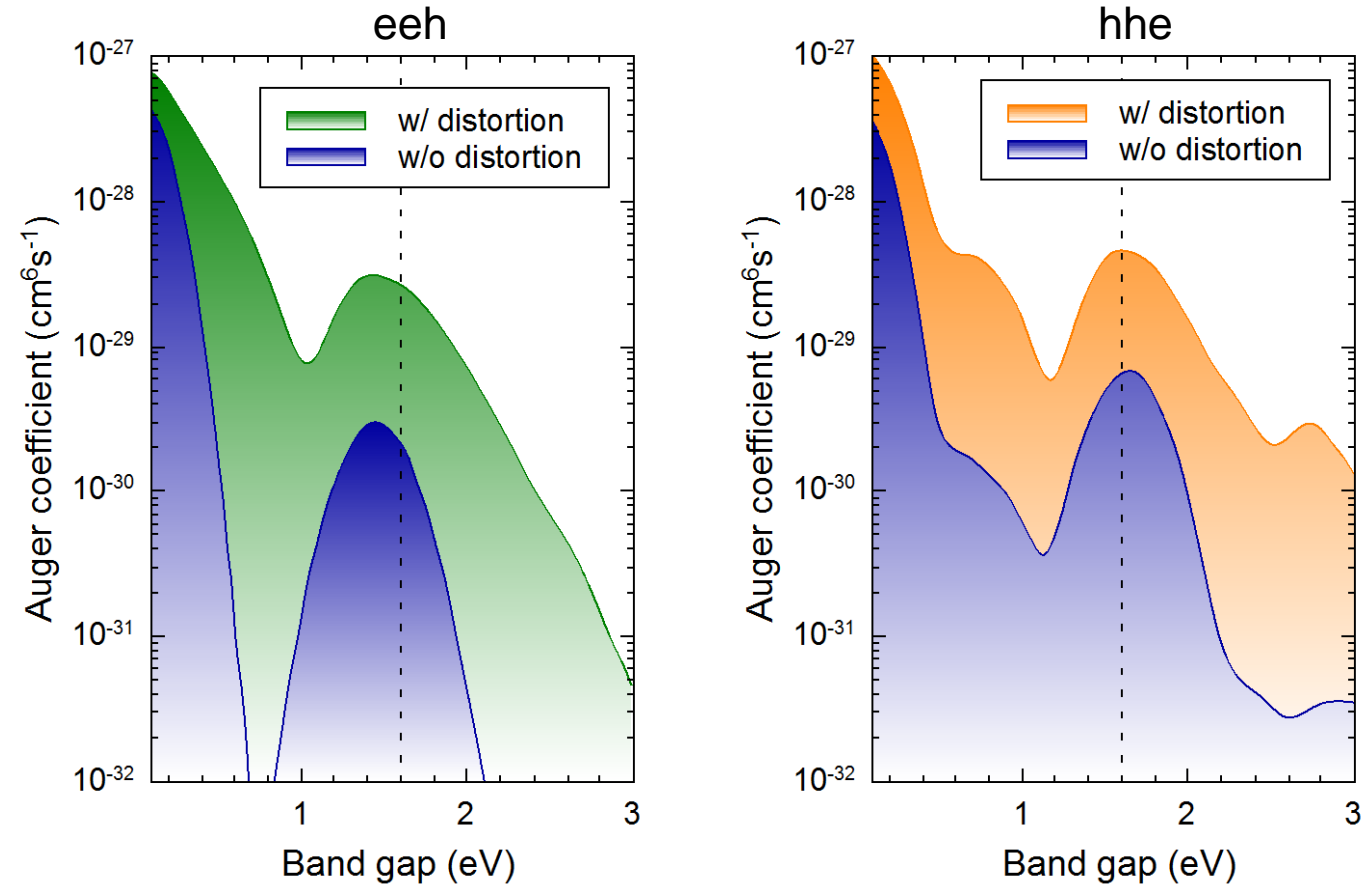 eeh
Auger coefficient (cm⁶s⁻¹)
10⁻²⁷
10⁻²⁸
10⁻²⁹
10⁻³⁰
10⁻³¹
10⁻³²
w/ distortion
w/o distortion
1 2 3
Band gap (eV)
hhe
Auger coefficient (cm⁶s⁻¹)
10⁻²⁷
10⁻²⁸
10⁻²⁹
10⁻³⁰
10⁻³¹
10⁻³²
w/ distortion
w/o distortion
1 2 3
Band gap (eV)